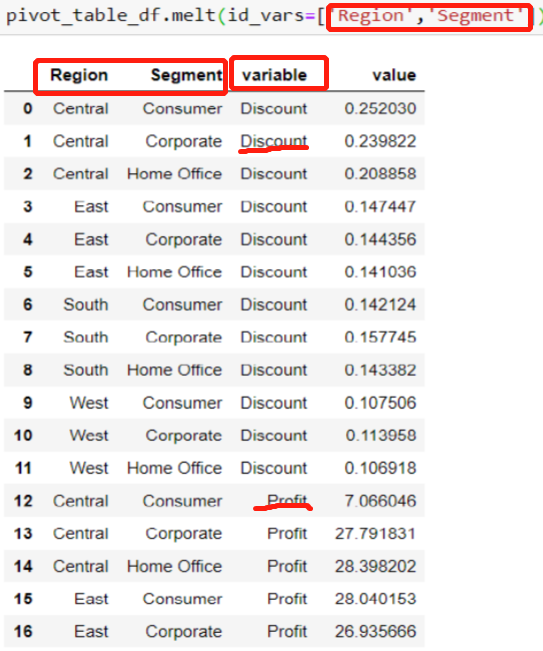 pivot_table_df.melt(id_vars=['Region','Segment'])
Region Segment variable value
0 Central Consumer Discount 0.252030
1 Central Corporate Discount 0.239822
2 Central Home Office Discount 0.208858
3 East Consumer Discount 0.147447
4 East Corporate Discount 0.144356
5 East Home Office Discount 0.141036
6 South Consumer Discount 0.142124
7 South Corporate Discount 0.157745
8 South Home Office Discount 0.143382
9 West Consumer Discount 0.107506
10 West Corporate Discount 0.113958
11 West Home Office Discount 0.106918
12 Central Consumer Profit 7.066046
13 Central Corporate Profit 27.791831
14 Central Home Office Profit 28.398202
15 East Consumer Profit 28.040153
16 East Corporate Profit 26.935666